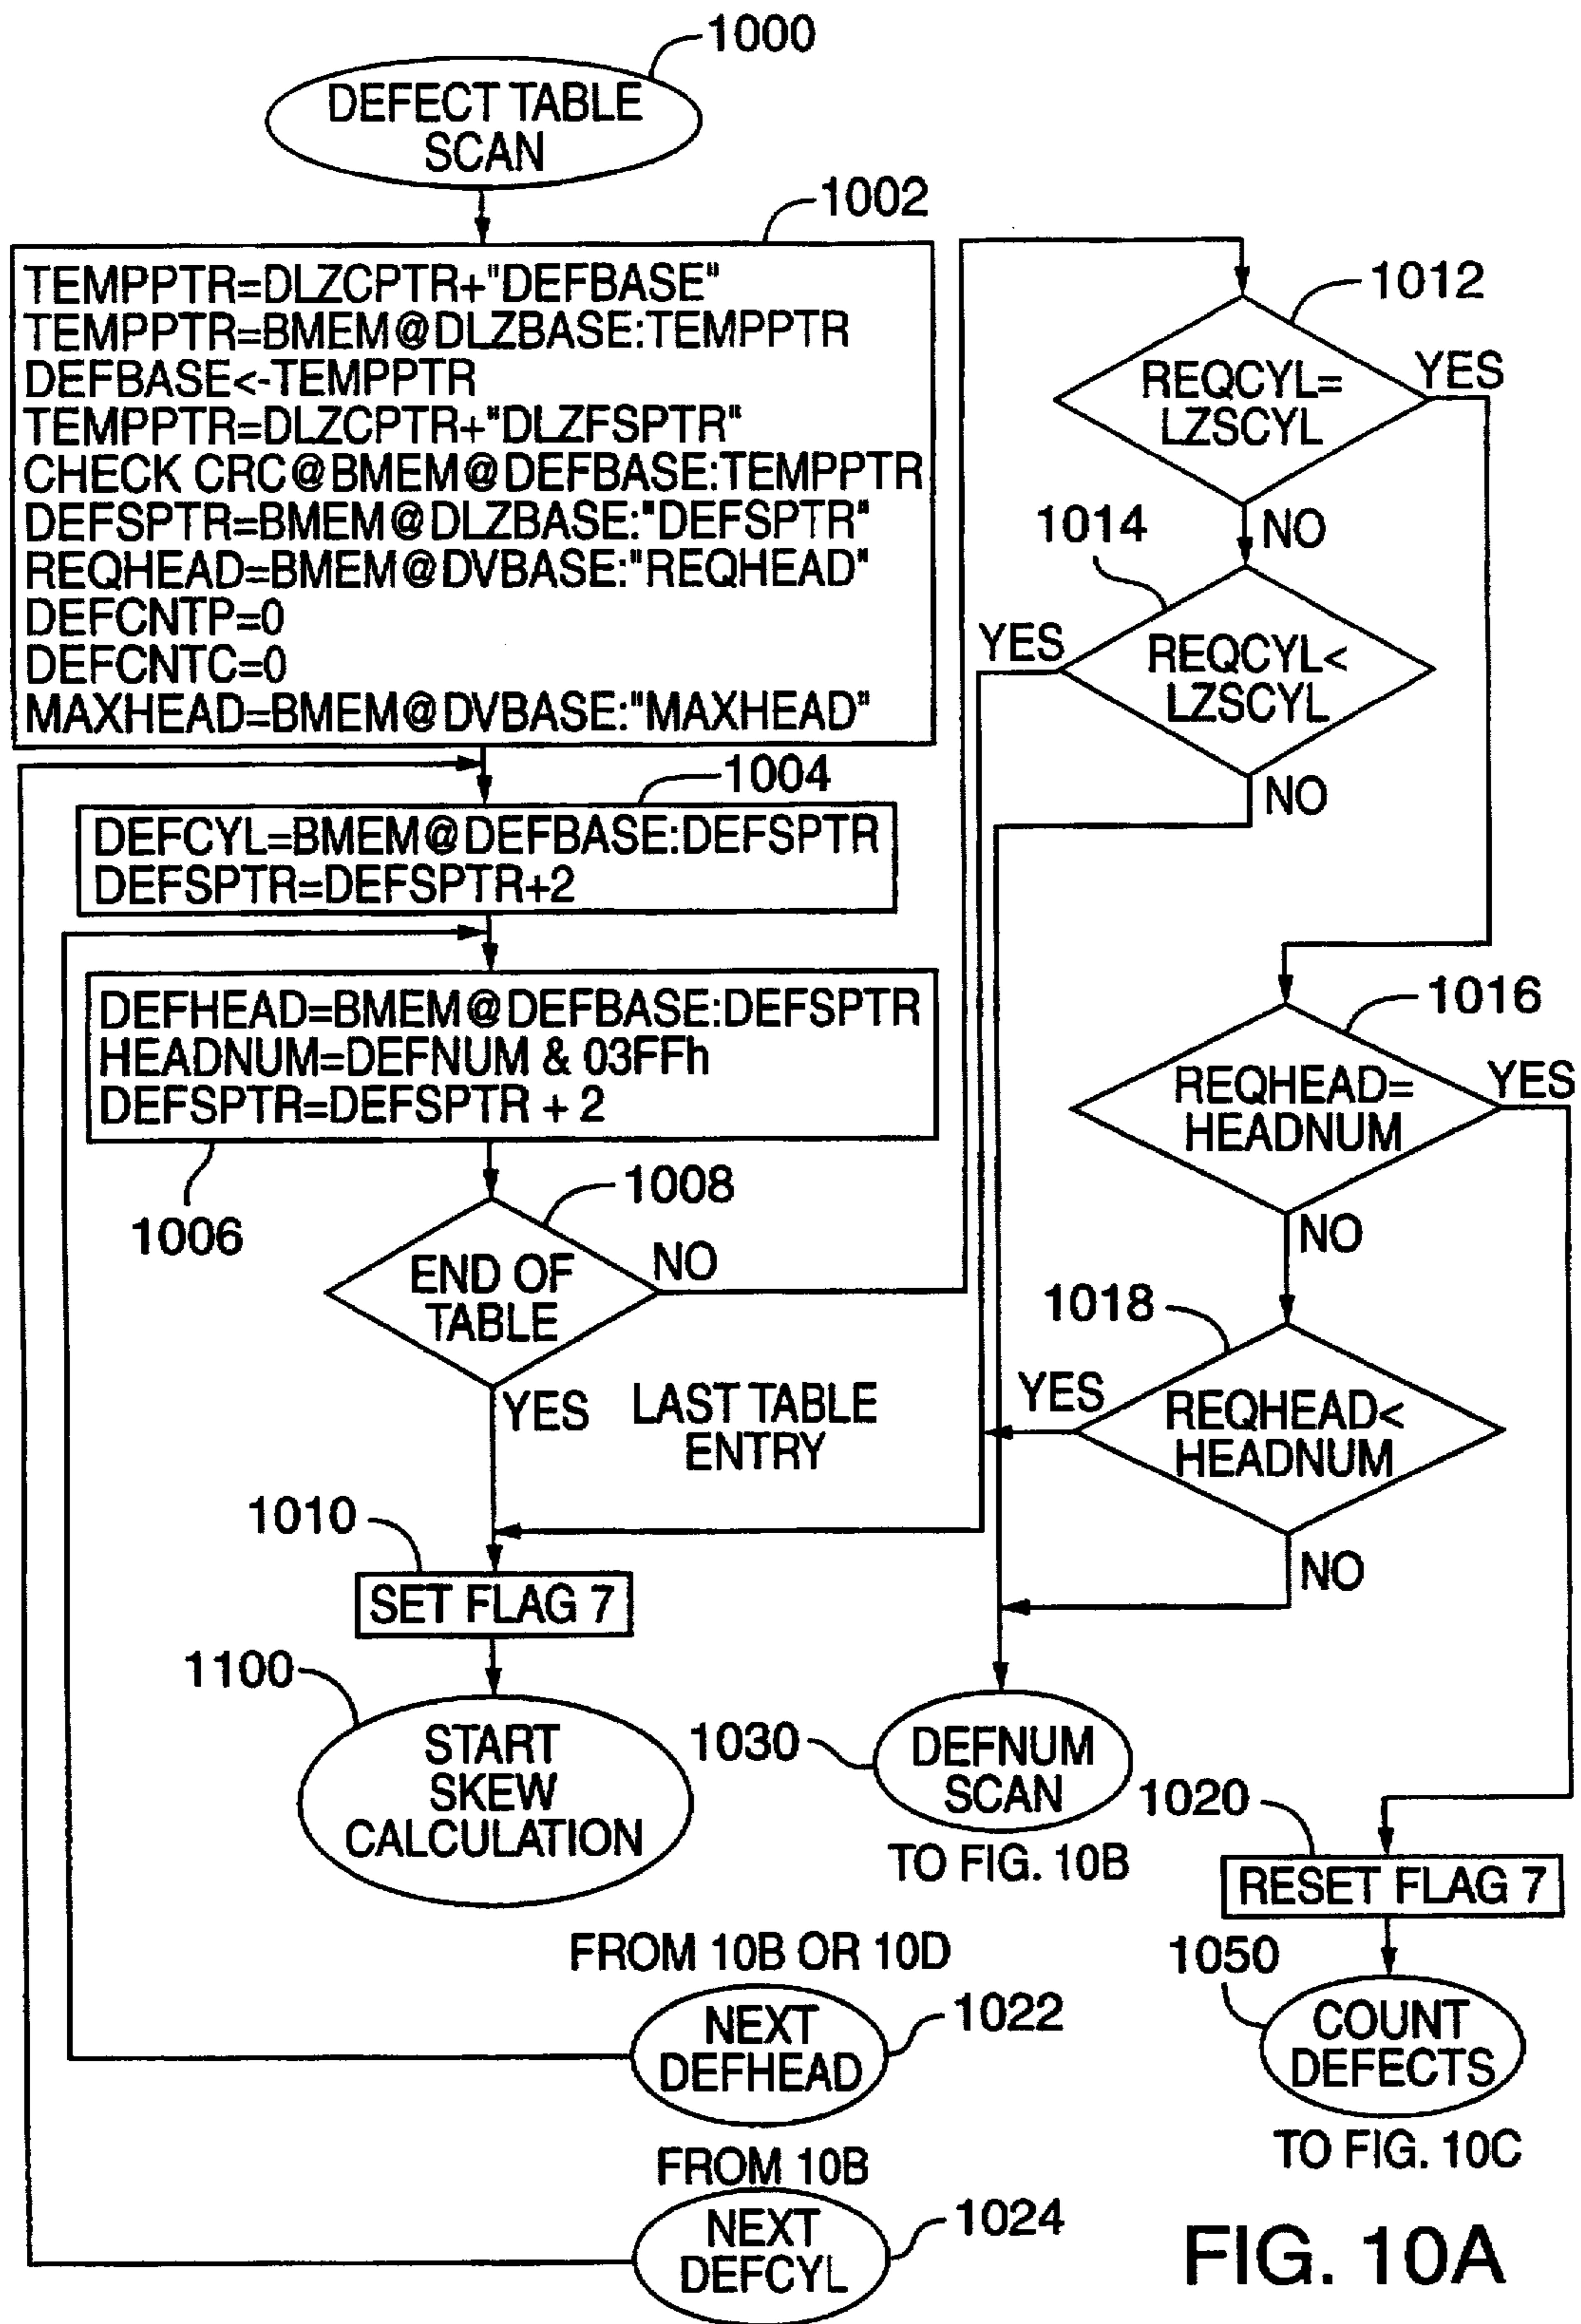 1000
DEFECT TABLE
SCAN
1002
TEMPPTR=DLZCPTR+"DEFBASE"
TEMPPTR=BMEM@DLZBASE:TEMPPTR
DEFBASE<-TEMPPTR
TEMPPTR=DLZCPTR+"DLZFSPTR"
CHECK CRC@BMEM@DEFBASE:TEMPPTR
DEFSPTR=BMEM@DLZBASE:"DEFSPTR"
REQHEAD=BMEM@DVBASE:"REQHEAD"
DEFCNTP=0
DEFCNTC=0
MAXHEAD=BMEM@DVBASE:"MAXHEAD"
1004
DEFCYL=BMEM@DEFBASE:DEFSPTR
DEFSPTR=DEFSPTR+2
DEFHEAD=BMEM@DEFBASE:DEFSPTR
HEADNUM=DEFNUM & 03FFh
DEFSPTR=DEFSPTR + 2
1006
1008
END OF
TABLE
NO
YES
LAST TABLE
ENTRY
1010
SET FLAG 7
1100
START
SKEW
CALCULATION
1012
REQCYL=
LZSCYL
YES
NO
1014
REQCYL<
LZSCYL
YES
NO
1016
REQHEAD=
HEADNUM
YES
NO
1018
REQHEAD<
HEADNUM
YES
NO
1030
DEFNUM
SCAN
TO FIG. 10B
1020
RESET FLAG 7
1050
COUNT
DEFECTS
TO FIG. 10C
FROM 10B OR 10D
NEXT
DEFHEAD
1022
FROM 10B
NEXT
DEFCYL
1024
FIG. 10A